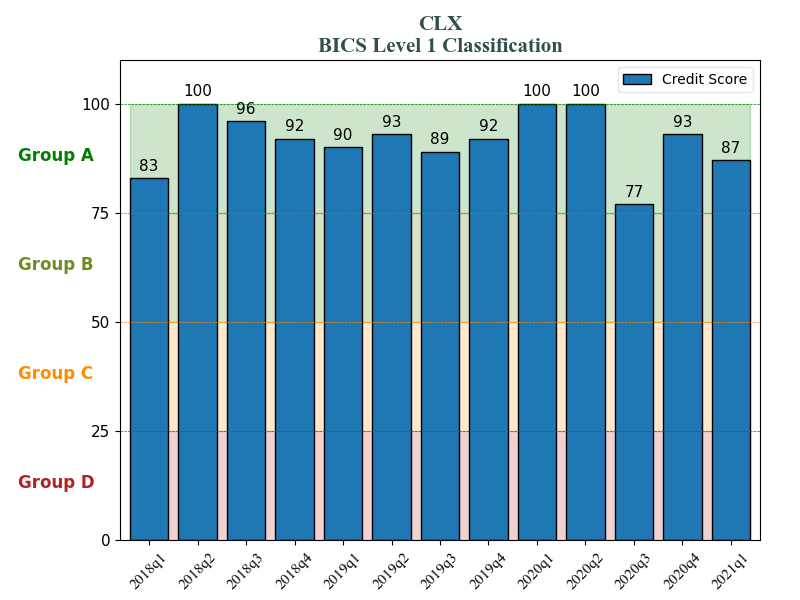 CLX
BICS Level 1 Classification
Credit Score
100
75
50
25
0
Group A
Group B
Group C
Group D
83
100
96
92
90
93
89
92
100
100
77
93
87
2018q1
2018q2
2018q3
2018q4
2019q1
2019q2
2019q3
2019q4
2020q1
2020q2
2020q3
2020q4
2021q1